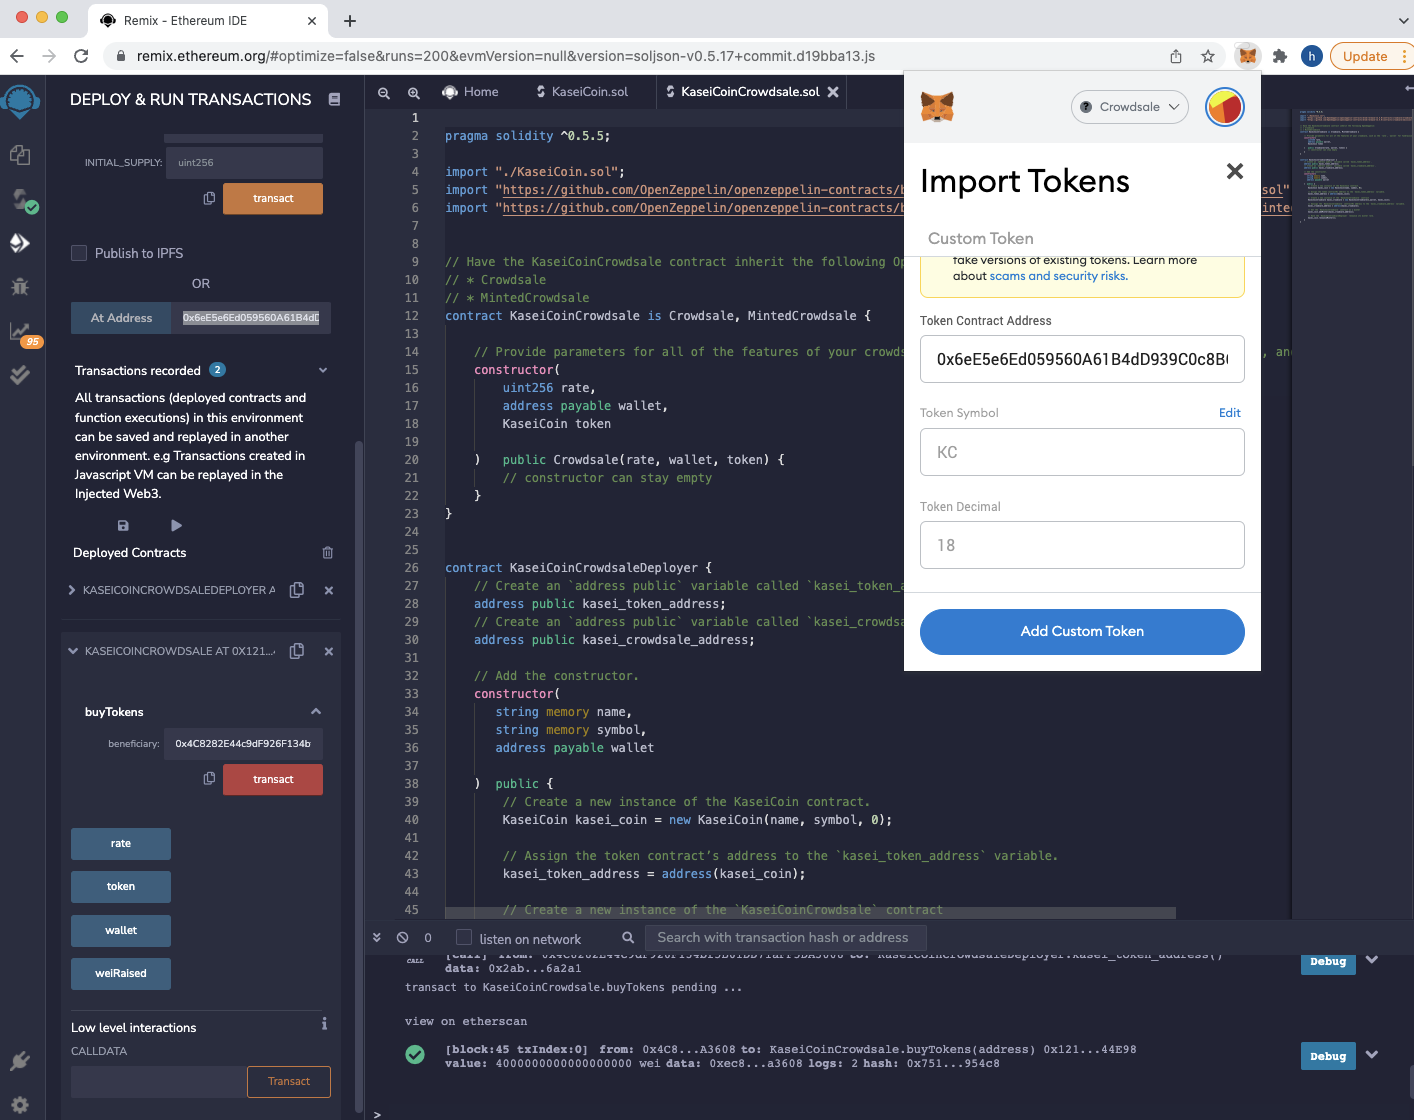 Remix - Ethereum IDE
remix.ethereum.org/#optimize=false&runs=200&evmVersion=null&version=soljson-v0.5.17+commit.d19bba13.js
h
Update
DEPLOY & RUN TRANSACTIONS
INITIAL_SUPPLY: uint256
transact
Publish to IPFS
OR
At Address 0x6eE5e6Ed059560A61B4dD
Transactions recorded 2
All transactions (deployed contracts and
function executions) in this environment
can be saved and replayed in another
environment. e.g Transactions created in
Javascript VM can be replayed in the
Injected Web3.
Deployed Contracts
KASEICOINCROWDSALEDEPLOYER A
KASEICOINCROWDSALE AT 0X121...
buyTokens
beneficiary: 0x4C8282E44c9dF926F134b
transact
rate
token
wallet
weiRaised
Low level interactions
CALLDATA
Transact
95
Home
KaseiCoin.sol
KaseiCoinCrowdsale.sol
1
2 pragma solidity ^0.5.5;
3
4 import "./KaseiCoin.sol";
5 import "https://github.com/OpenZeppelin/openzeppelin-contracts/b sol"
6 import "https://github.com/OpenZeppelin/openzeppelin-contracts/b inte
7
8
9 // Have the KaseiCoinCrowdsale contract inherit the following Op
10 // * Crowdsale
11 // * MintedCrowdsale
12 contract KaseiCoinCrowdsale is Crowdsale, MintedCrowdsale {
13
14 // Provide parameters for all of the features of your crowds , an
15 constructor(
16 uint256 rate,
17 address payable wallet,
18 KaseiCoin token
19
20 ) public Crowdsale(rate, wallet, token) {
21 // constructor can stay empty
22 }
23 }
24
25
26 contract KaseiCoinCrowdsaleDeployer {
27 // Create an `address public` variable called `kasei_token_a
28 address public kasei_token_address;
29 // Create an `address public` variable called `kasei_crowdsa
30 address public kasei_crowdsale_address;
31
32 // Add the constructor.
33 constructor(
34 string memory name,
35 string memory symbol,
36 address payable wallet
37
38 ) public {
39 // Create a new instance of the KaseiCoin contract.
40 KaseiCoin kasei_coin = new KaseiCoin(name, symbol, 0);
41
42 // Assign the token contract's address to the `kasei_token_address` variable.
43 kasei_token_address = address(kasei_coin);
44
45 // Create a new instance of the `KaseiCoinCrowdsale` contract
Crowdsale
Import Tokens
Custom Token
fake versions of existing tokens. Learn more
about scams and security risks.
Token Contract Address
0x6eE5e6Ed059560A61B4dD939C0c8B
Token Symbol Edit
KC
Token Decimal
18
Add Custom Token
0 listen on network Search with transaction hash or address
data: 0x2ab...6a2a1
Debug
transact to KaseiCoinCrowdsale.buyTokens pending ...
view on etherscan
[block:45 txIndex:0] from: 0x4C8...A3608 to: KaseiCoinCrowdsale.buyTokens(address) 0x121...44E98
value: 4000000000000000000 wei data: 0xec8...a3608 logs: 2 hash: 0x751...954c8
Debug
>